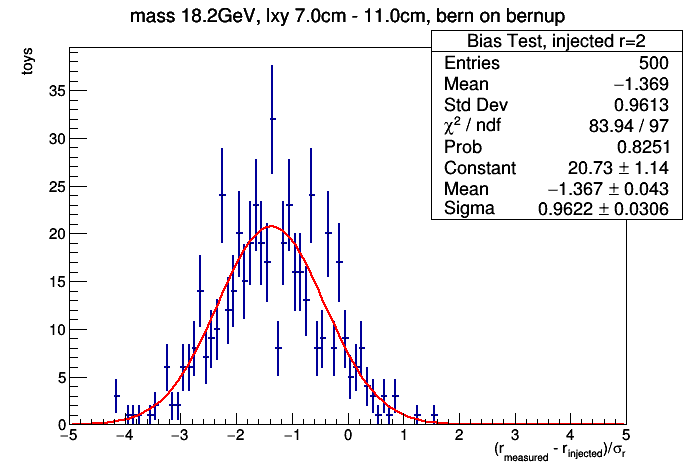 mass 18.2GeV, lxy 7.0cm - 11.0cm, bern on bernup
Bias Test, injected r=2
Entries 500
Mean −1.369
Std Dev 0.9613
χ² / ndf 83.94 / 97
Prob 0.8251
Constant 20.73 ± 1.14
Mean −1.367 ± 0.043
Sigma 0.9622 ± 0.0306
toys
35
30
25
20
15
10
5
0
−5 −4 −3 −2 −1 0 1 2 3 4 5
(r_measured - r_injected)/σ_r